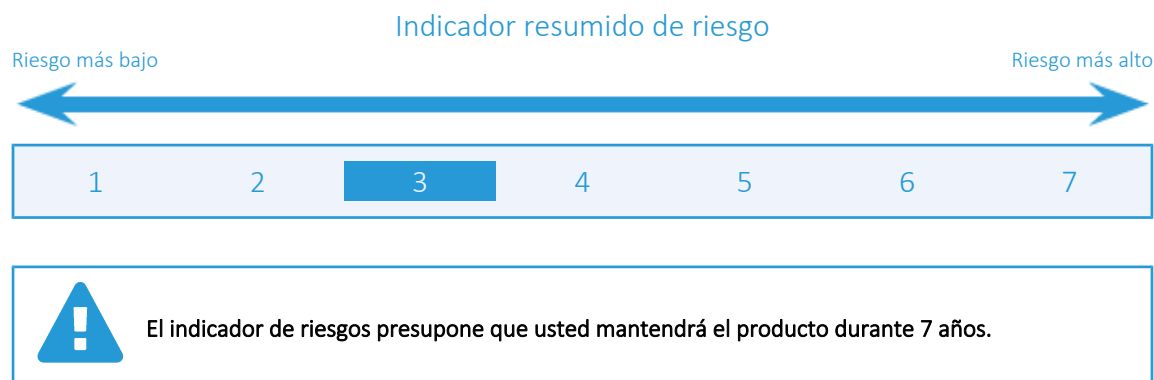 Indicador resumido de riesgo
Riesgo más bajo Riesgo más alto
1 2 3 4 5 6 7
El indicador de riesgos presupone que usted mantendrá el producto durante 7 años.